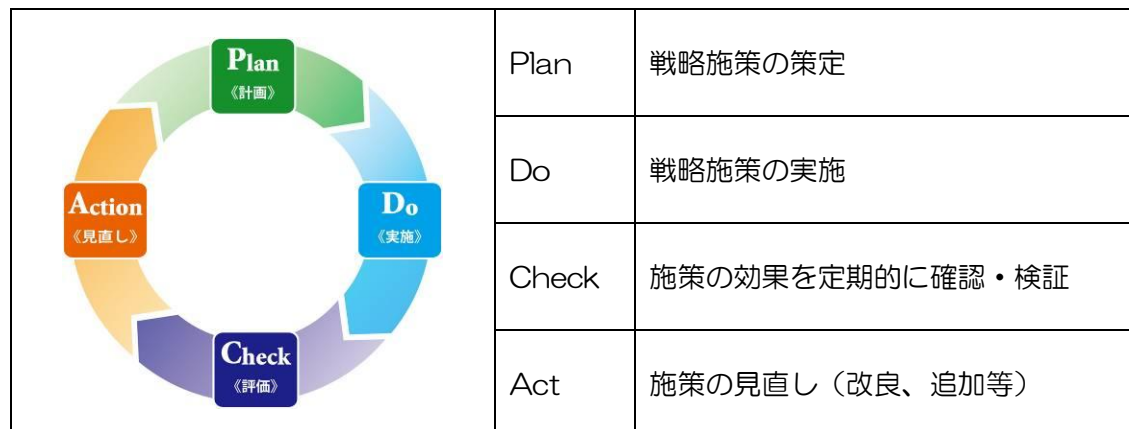 Plan
《計画》
Action
《見直し》
Do
《実施》
Check
《評価》
Plan 戦略施策の策定
Do 戦略施策の実施
Check 施策の効果を定期的に確認・検証
Act 施策の見直し（改良、追加等）